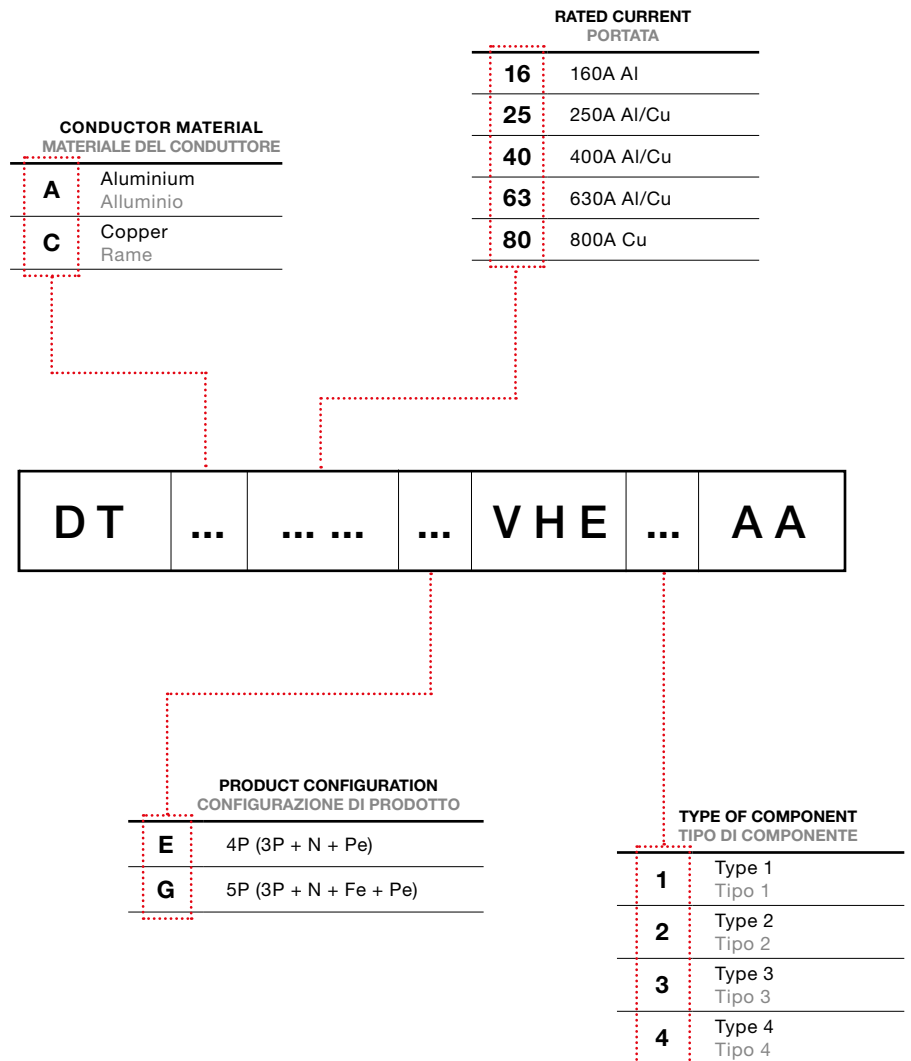 RATED CURRENT
PORTATA
16 160A Al
25 250A Al/Cu
40 400A Al/Cu
63 630A Al/Cu
80 800A Cu
CONDUCTOR MATERIAL
MATERIALE DEL CONDUTTORE
A Aluminium
Alluminio
C Copper
Rame
D T ... ... ... ... V H E ... A A
PRODUCT CONFIGURATION
CONFIGURAZIONE DI PRODOTTO
E 4P (3P + N + Pe)
G 5P (3P + N + Fe + Pe)
TYPE OF COMPONENT
TIPO DI COMPONENTE
1 Type 1
Tipo 1
2 Type 2
Tipo 2
3 Type 3
Tipo 3
4 Type 4
Tipo 4